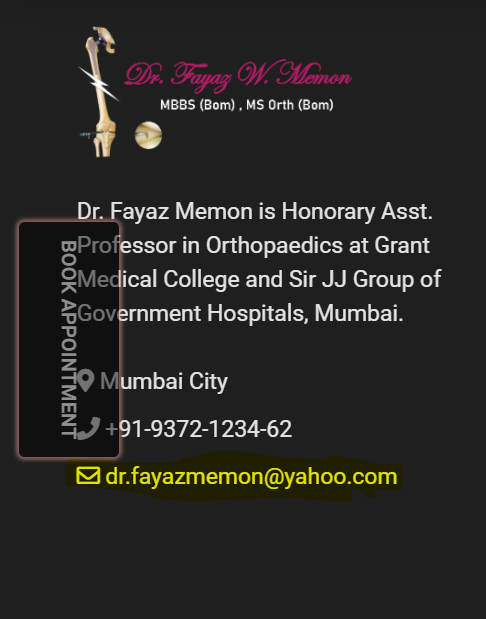 Dr. Fayaz W. Memon
MBBS (Bom) , MS Orth (Bom)
Dr. Fayaz Memon is Honorary Asst.
Professor in Orthopaedics at Grant
Medical College and Sir JJ Group of
Government Hospitals, Mumbai.
BOOK APPOINTMENT
Mumbai City
+91-9372-1234-62
dr.fayazmemon@yahoo.com